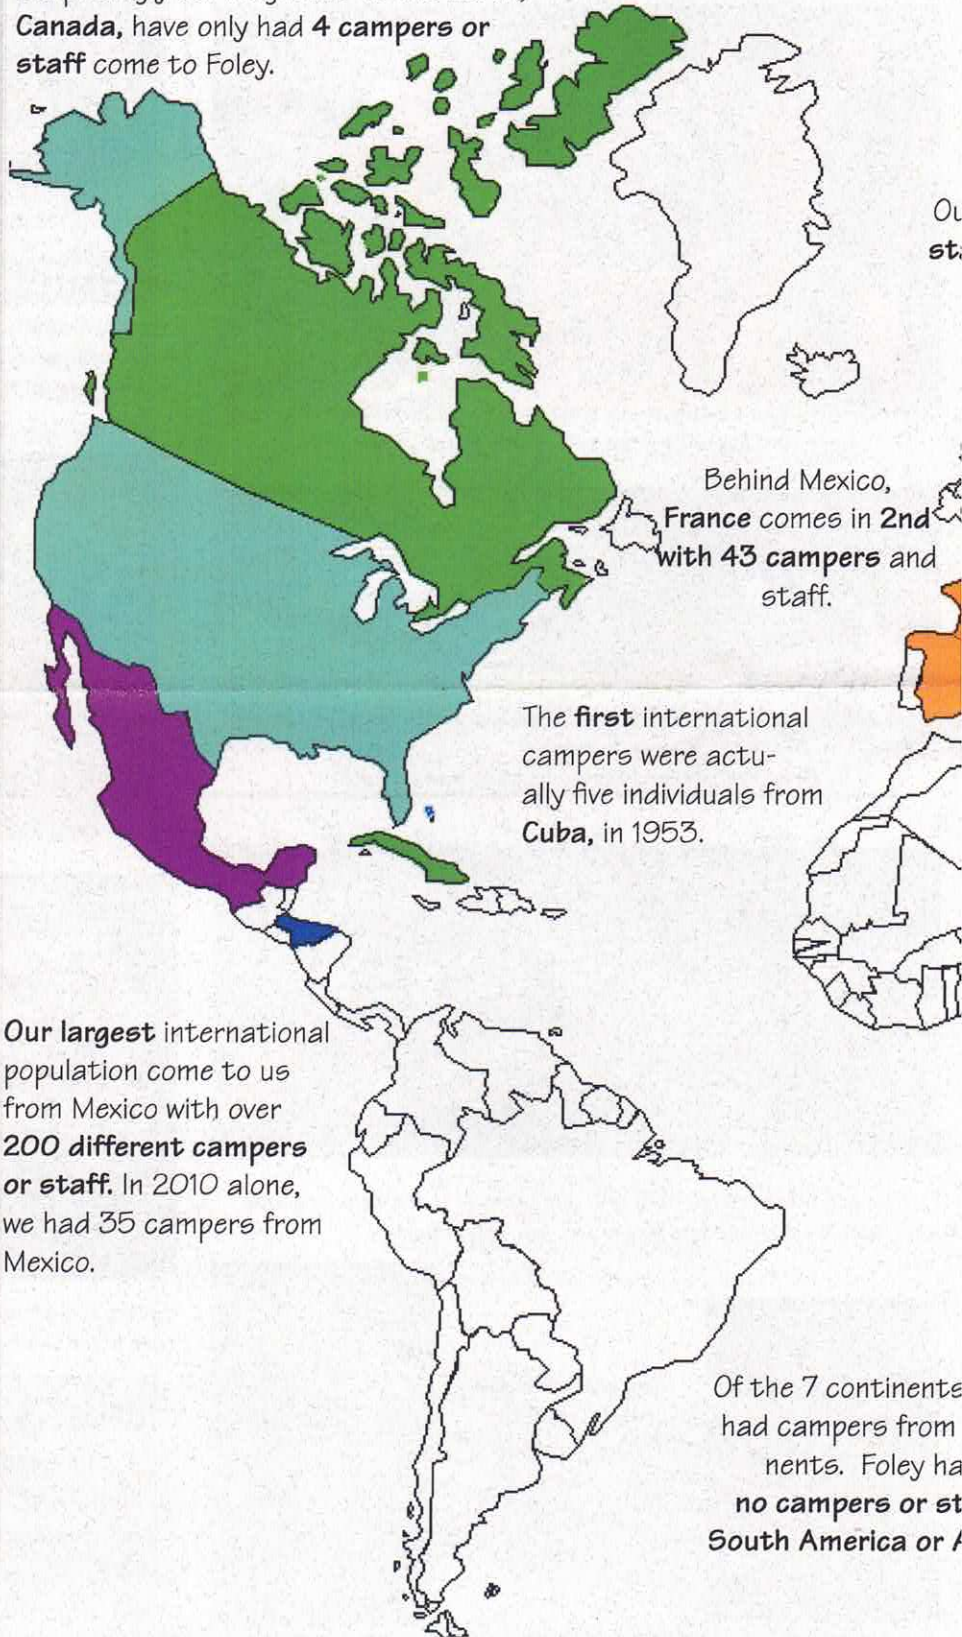 Canada, have only had 4 campers or
staff come to Foley.
Behind Mexico,
France comes in 2nd
with 43 campers and
staff.
The first international
campers were actu-
ally five individuals from
Cuba, in 1953.
Our largest international
population come to us
from Mexico with over
200 different campers
or staff. In 2010 alone,
we had 35 campers from
Mexico.
Of the 7 continents
had campers from
nents. Foley
no campers or
South America or